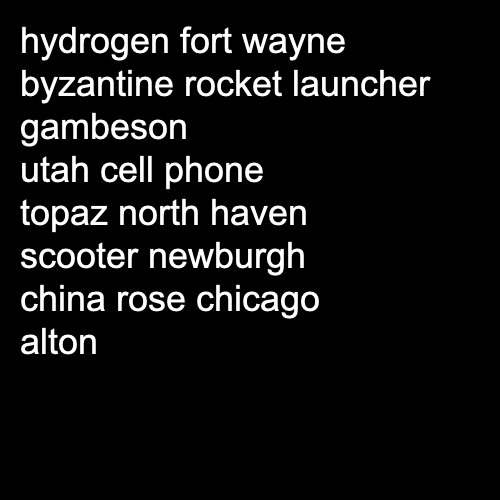 hydrogen fort wayne
byzantine rocket launcher
gambeson
utah cell phone
topaz north haven
scooter newburgh
china rose chicago
alton